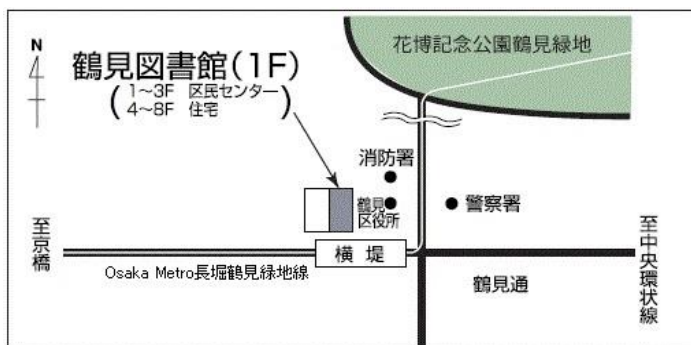 花博記念公園鶴見緑地
N
鶴見図書館(1F)
(1~3F 区民センター
4~8F 住宅)
消防署
鶴見
区役所
警察署
至京橋
横堤
至中央環状線
Osaka Metro長堀鶴見緑地線
鶴見通